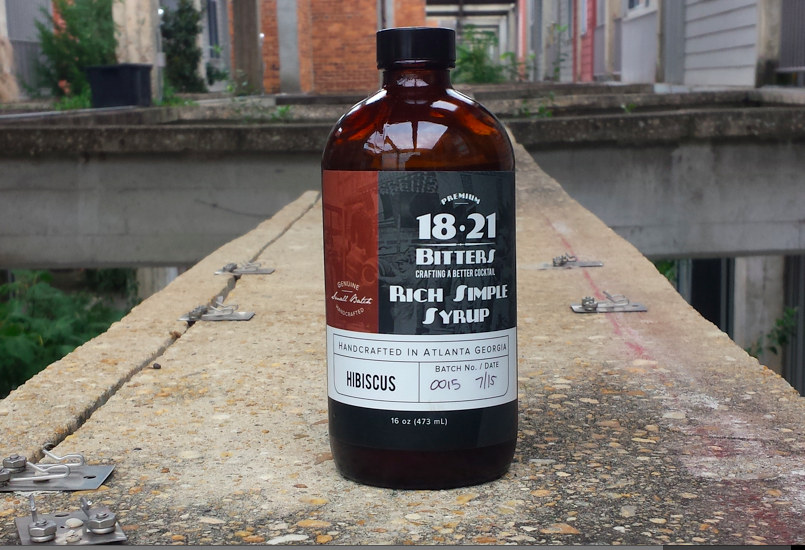 PREMIUM
18·21
BITTERS
CRAFTING A BETTER COCKTAIL
RICH SIMPLE
SYRUP
GENUINE
Small Batch
HANDCRAFTED
HANDCRAFTED IN ATLANTA GEORGIA
HIBISCUS
BATCH No. / DATE
0015 7/15
16 oz (473 mL)